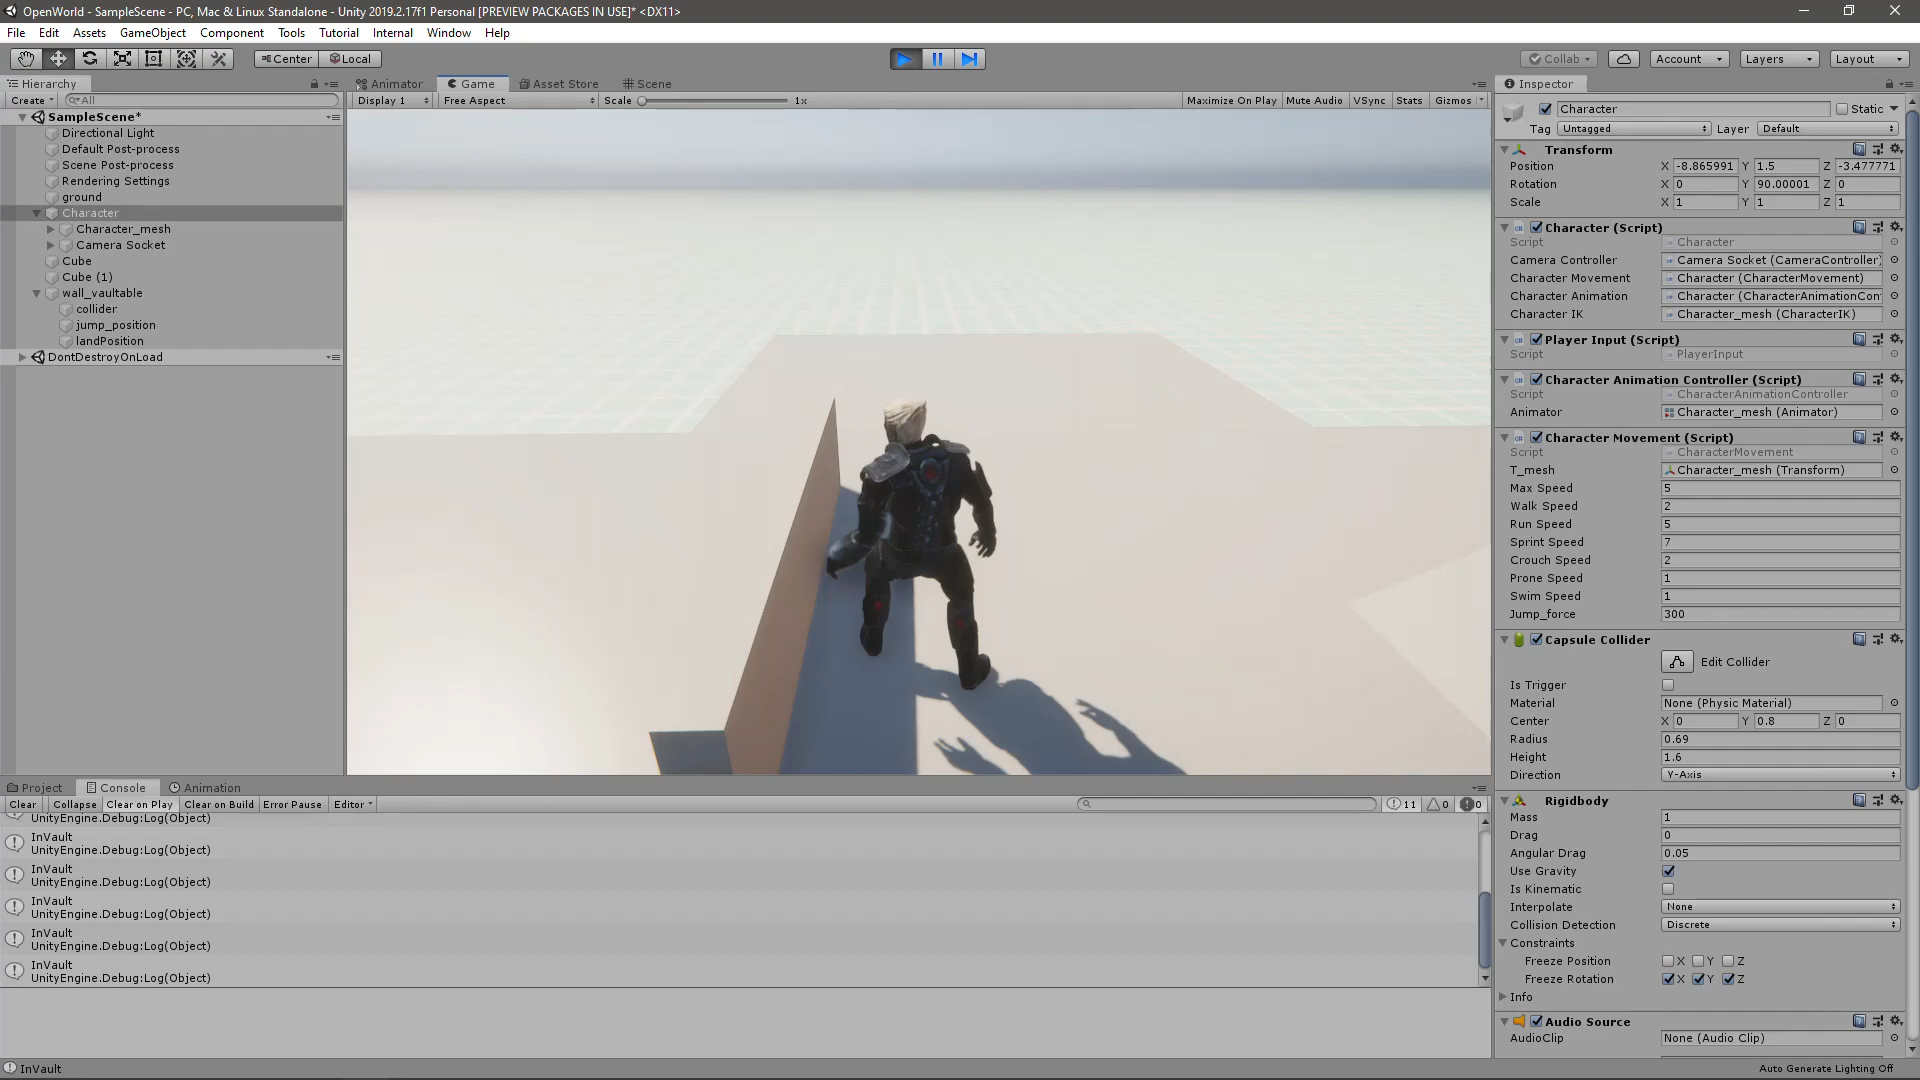 OpenWorld - SampleScene - PC, Mac & Linux Standalone - Unity 2019.2.17f1 Personal [PREVIEW PACKAGES IN USE]* <DX11>
File Edit Assets GameObject Component Tools Tutorial Internal Window Help
Center Local
Collab Account Layers Layout
Hierarchy
Create All
SampleScene*
Directional Light
Default Post-process
Scene Post-process
Rendering Settings
ground
Character
Character_mesh
Camera Socket
Cube
Cube (1)
wall_vaultable
collider
jump_position
landPosition
DontDestroyOnLoad
Animator Game Asset Store Scene
Display 1 Free Aspect Scale 1x Maximize On Play Mute Audio VSync Stats Gizmos
Inspector
Character Static
Tag Untagged Layer Default
Transform
Position X -8.865991 Y 1.5 Z -3.477771
Rotation X 0 Y 90.00001 Z 0
Scale X 1 Y 1 Z 1
Character (Script)
Script Character
Camera Controller Camera Socket (CameraController)
Character Movement Character (CharacterMovement)
Character Animation Character (CharacterAnimationCon
Character IK Character_mesh (CharacterIK)
Player Input (Script)
Script PlayerInput
Character Animation Controller (Script)
Script CharacterAnimationController
Animator Character_mesh (Animator)
Character Movement (Script)
Script CharacterMovement
T_mesh Character_mesh (Transform)
Max Speed 5
Walk Speed 2
Run Speed 5
Sprint Speed 7
Crouch Speed 2
Prone Speed 1
Swim Speed 1
Jump_force 300
Capsule Collider
Edit Collider
Is Trigger
Material None (Physic Material)
Center X 0 Y 0.8 Z 0
Radius 0.69
Height 1.6
Direction Y-Axis
Rigidbody
Mass 1
Drag 0
Angular Drag 0.05
Use Gravity
Is Kinematic
Interpolate None
Collision Detection Discrete
Constraints
Freeze Position X Y Z
Freeze Rotation X Y Z
Info
Audio Source
AudioClip None (Audio Clip)
Project Console Animation
Clear Collapse Clear on Play Clear on Build Error Pause Editor 11 0 0
UnityEngine.Debug:Log(Object)
InVault
UnityEngine.Debug:Log(Object)
InVault
UnityEngine.Debug:Log(Object)
InVault
UnityEngine.Debug:Log(Object)
InVault
UnityEngine.Debug:Log(Object)
InVault
UnityEngine.Debug:Log(Object)
InVault
Auto Generate Lighting Off